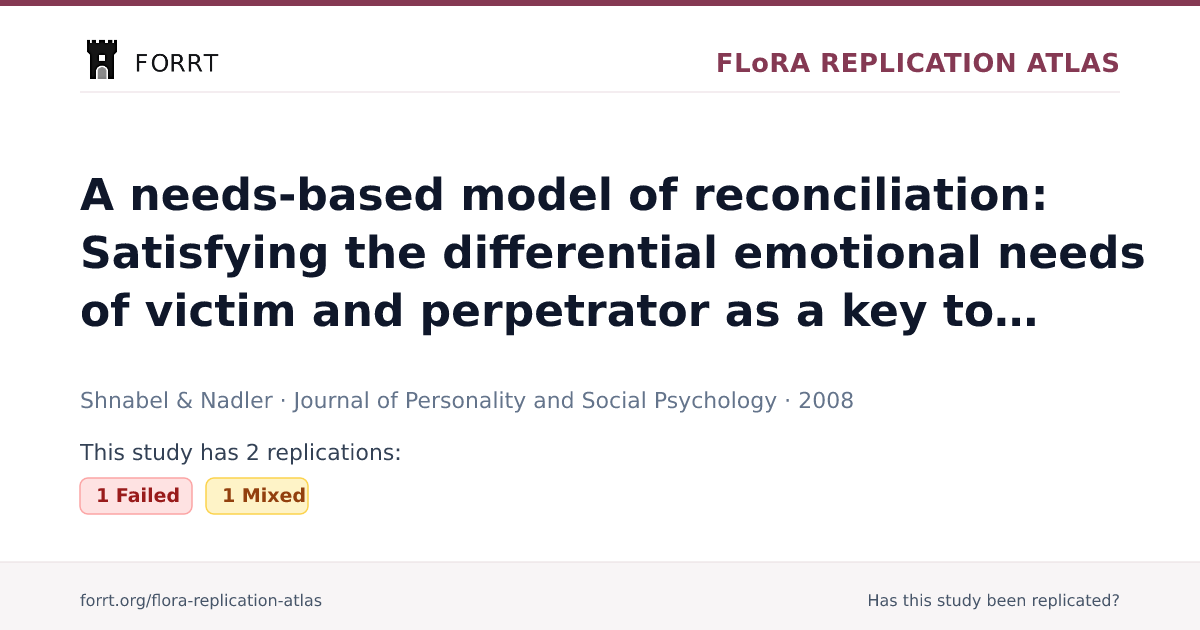 FORRT
FLoRA REPLICATION ATLAS
A needs-based model of reconciliation:
Satisfying the differential emotional needs
of victim and perpetrator as a key to…
Shnabel & Nadler · Journal of Personality and Social Psychology · 2008
This study has 2 replications:
1 Failed
1 Mixed
forrt.org/flora-replication-atlas
Has this study been replicated?